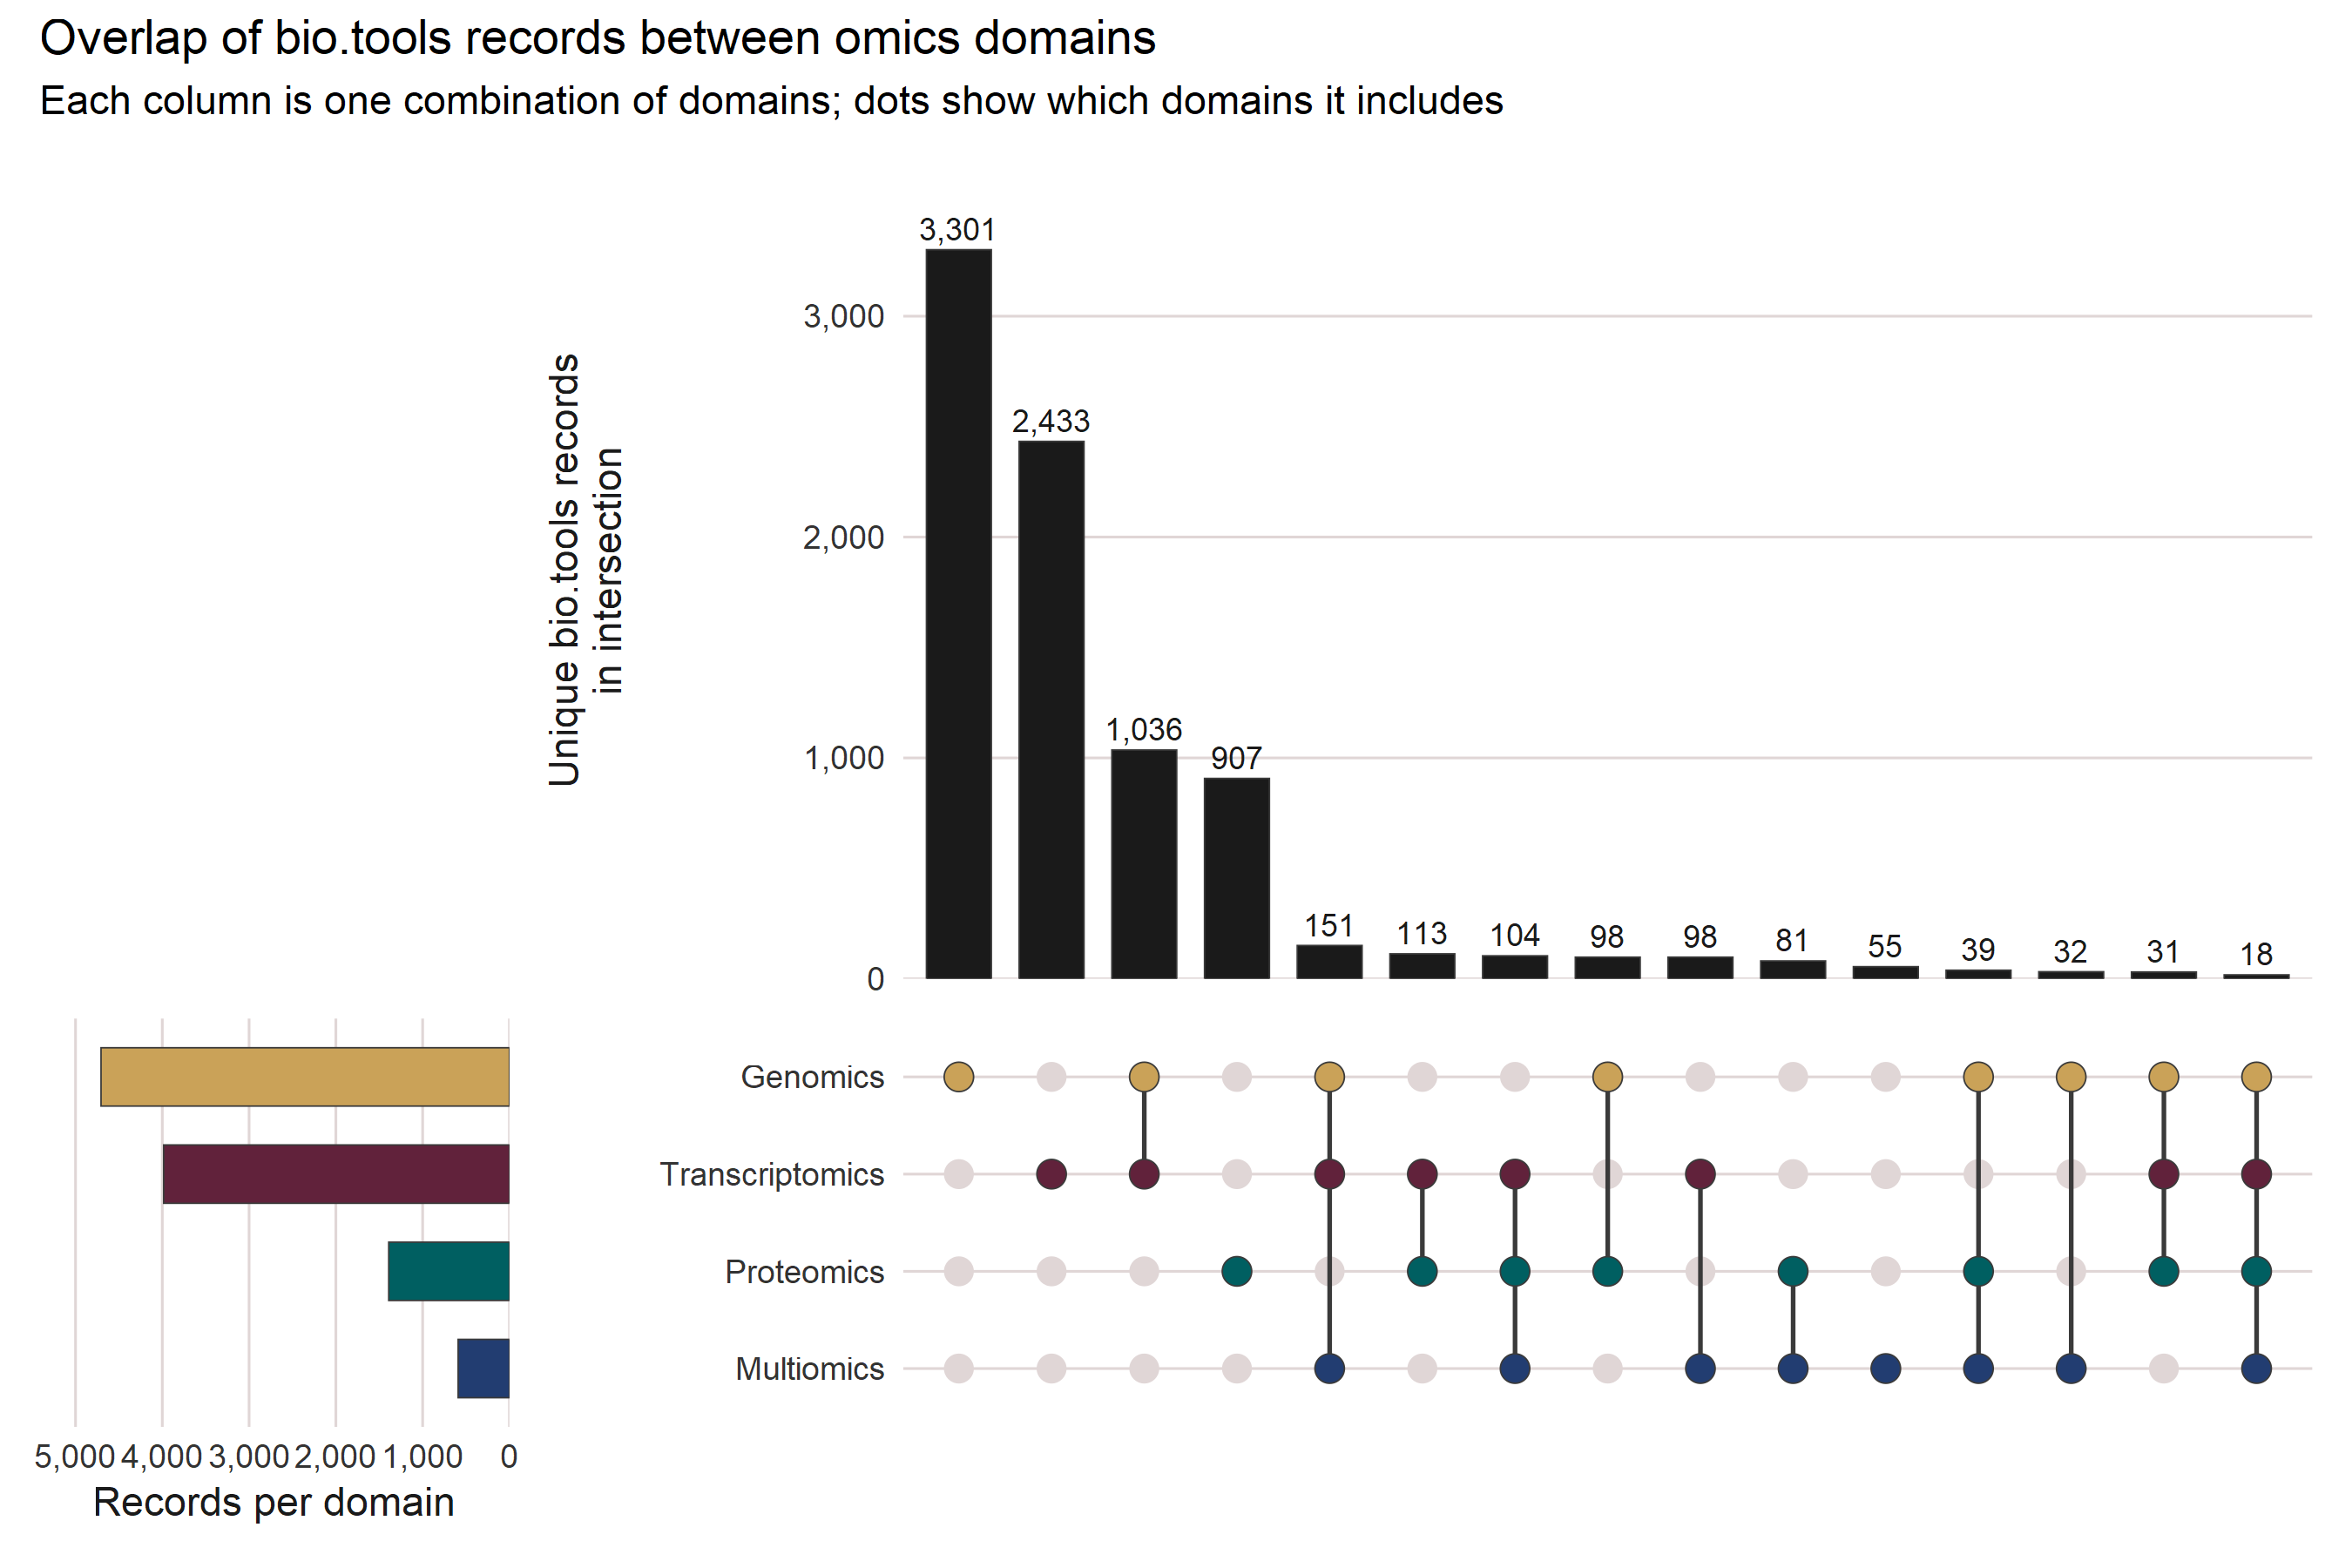 Overlap of bio.tools records between omics domains
Each column is one combination of domains; dots show which domains it includes
Unique bio.tools records
in intersection
3,000
2,000
1,000
0
3,301
2,433
1,036
907
151
113
104
98
98
81
55
39
32
31
18
Genomics
Transcriptomics
Proteomics
Multiomics
5,000 4,000 3,000 2,000 1,000 0
Records per domain